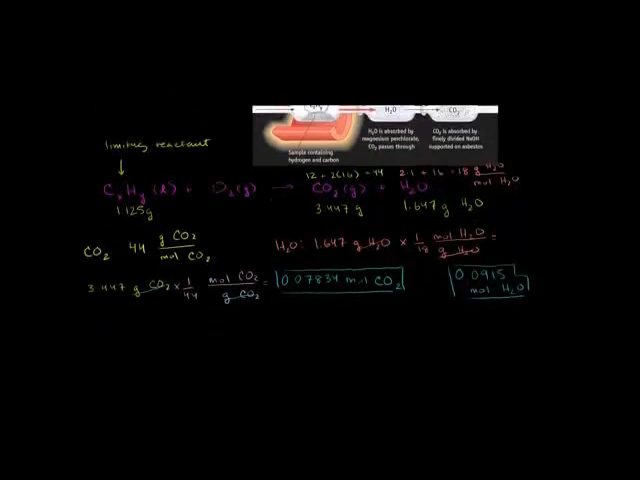 H₂O
CO₂
H₂O is absorbed by
magnesium perchlorate,
CO₂ passes through
CO₂ is absorbed by
finely divided NaOH
supported on asbestos
Sample containing
hydrogen and carbon
limiting reactant
12 + 2(16) = 44
2·1 + 16 = 18 g H₂O
mol H₂O
CₓHᵧ(l) + O₂(g) → CO₂(g) + H₂O
1.125g
3.447 g
1.647 g H₂O
CO₂ 44 g CO₂
mol CO₂
H₂O: 1.647 g H₂O × 1 mol H₂O =
18 g H₂O
3.447 g CO₂ × 1 mol CO₂ = 0.07834 mol CO₂
44 g CO₂
0.0915
mol H₂O